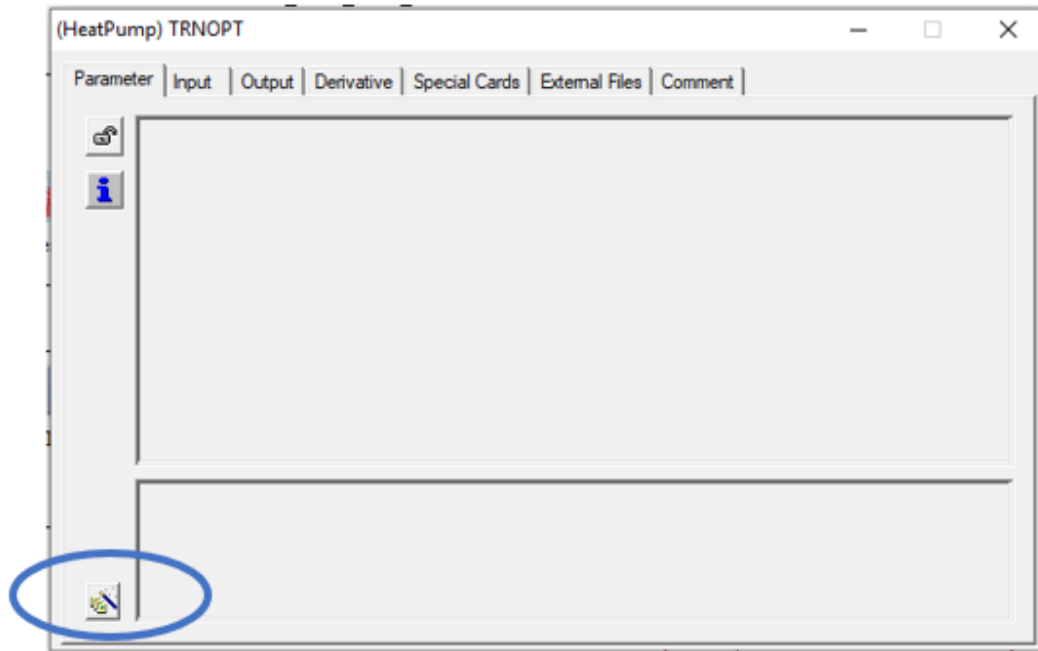 (HeatPump) TRNOPT
Parameter Input Output Derivative Special Cards External Files Comment
i